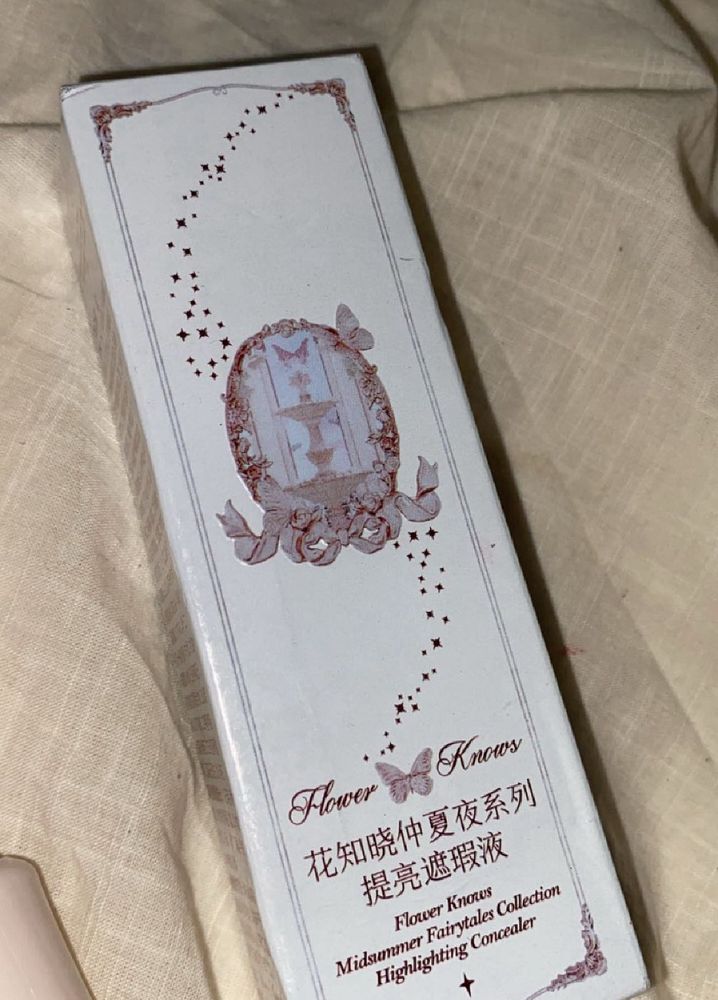 Flower Knows
花知晓仲夏夜系列
提亮遮瑕液
Flower Knows
Midsummer Fairytales Collection
Highlighting Concealer